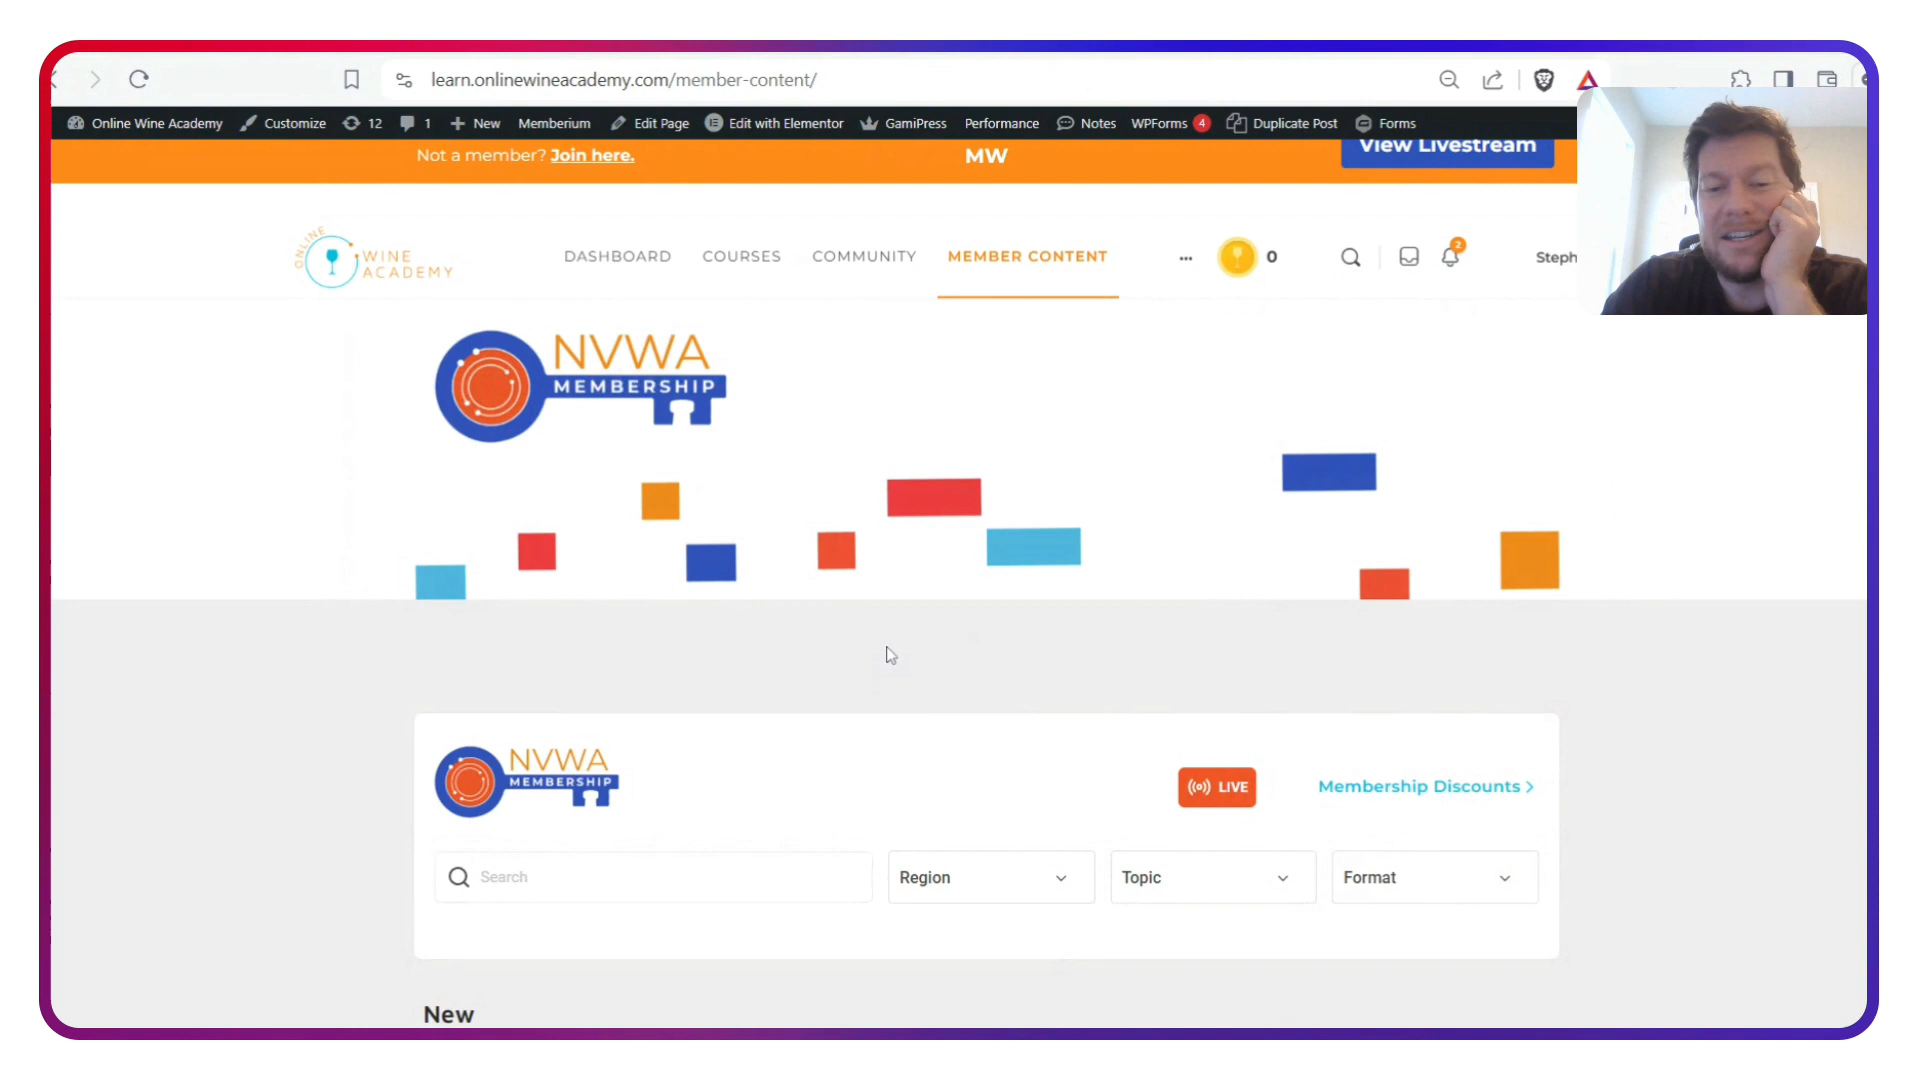 learn.onlinewineacademy.com/member-content/
Online Wine Academy Customize 12 1 New Memberium Edit Page Edit with Elementor GamiPress Performance Notes WPForms 4 Duplicate Post Forms
Not a member? Join here. MW View Livestream
ONLINE WINE ACADEMY
DASHBOARD COURSES COMMUNITY MEMBER CONTENT ... 0 2 Steph
NVWA
MEMBERSHIP
NVWA
MEMBERSHIP
LIVE Membership Discounts
Search Region Topic Format
New